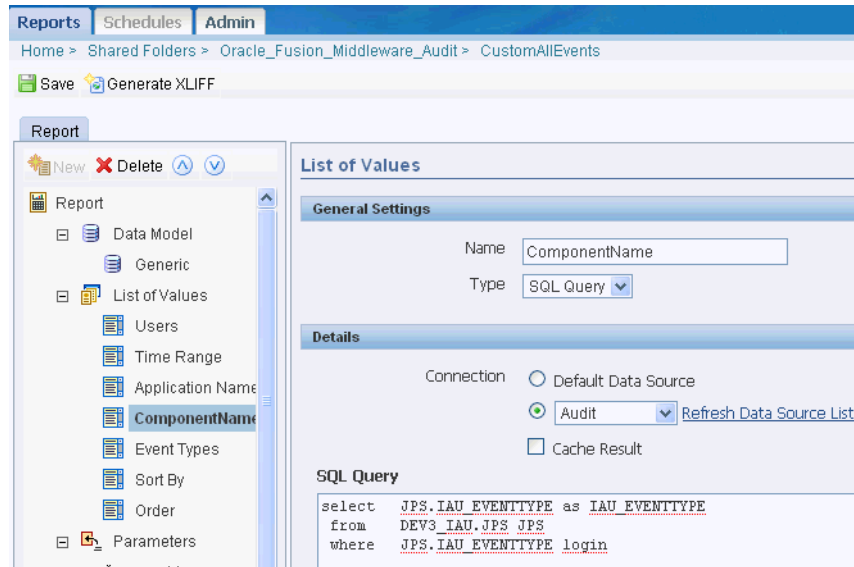 Reports Schedules Admin
Home > Shared Folders > Oracle_Fusion_Middleware_Audit > CustomAllEvents
Save Generate XLIFF
Report
New Delete
Report
Data Model
Generic
List of Values
Users
Time Range
Application Name
ComponentName
Event Types
Sort By
Order
Parameters
List of Values
General Settings
Name ComponentName
Type SQL Query
Details
Connection Default Data Source
Audit Refresh Data Source List
Cache Result
SQL Query
select JPS.IAU_EVENTTYPE as IAU_EVENTTYPE
from DEV3_IAU.JPS JPS
where JPS.IAU_EVENTTYPE login